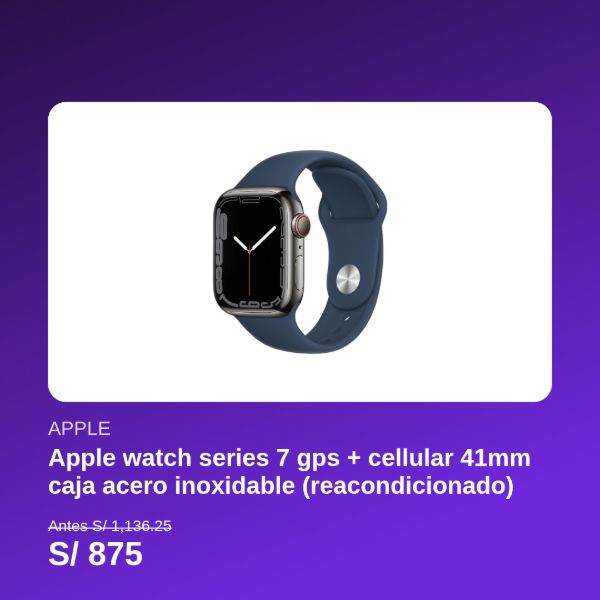 APPLE
Apple watch series 7 gps + cellular 41mm
caja acero inoxidable (reacondicionado)
Antes S/ 1,136.25
S/ 875